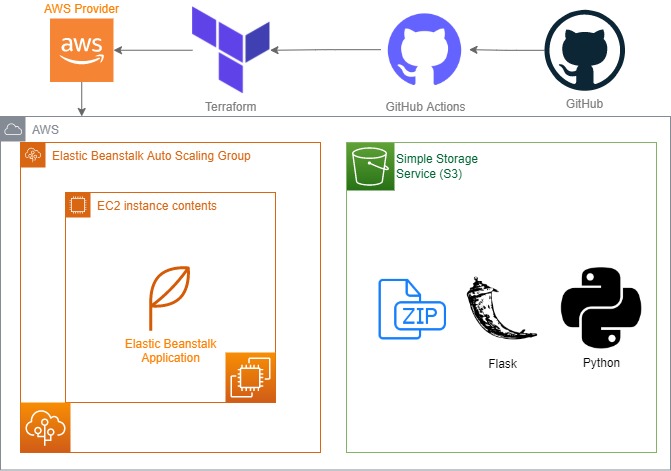 AWS Provider
aws
Terraform
GitHub Actions
GitHub
AWS
Elastic Beanstalk Auto Scaling Group
Simple Storage
Service (S3)
EC2 instance contents
ZIP
Elastic Beanstalk
Application
Flask
Python